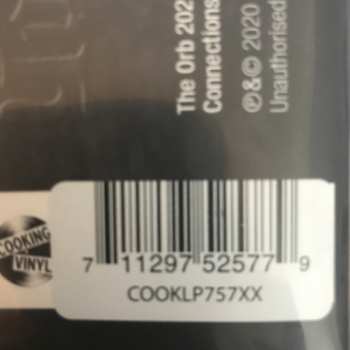 The Orb 202
Connections
℗&© 2020
Unauthorised
COOKING
VINYL
7 11297 52577 9
COOKLP757XX